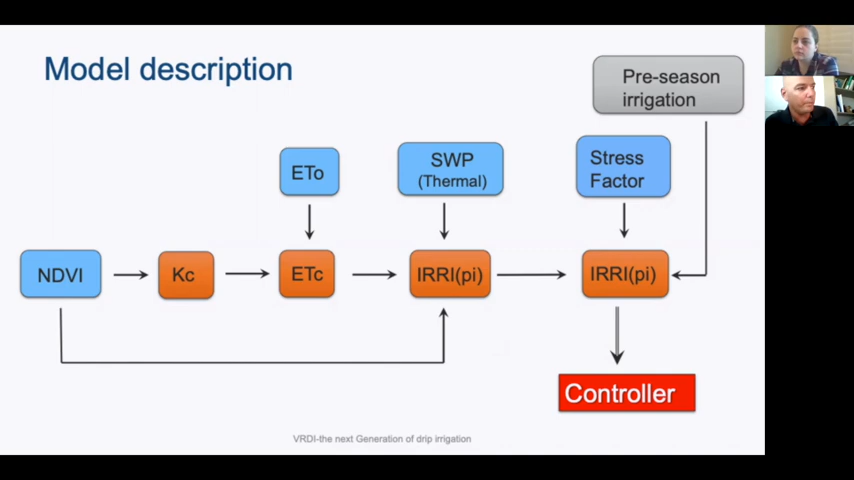 Model description
Pre-season
irrigation
ETo
SWP
(Thermal)
Stress
Factor
NDVI
Kc
ETc
IRRI(pi)
IRRI(pi)
Controller
VRDI-the next Generation of drip irrigation